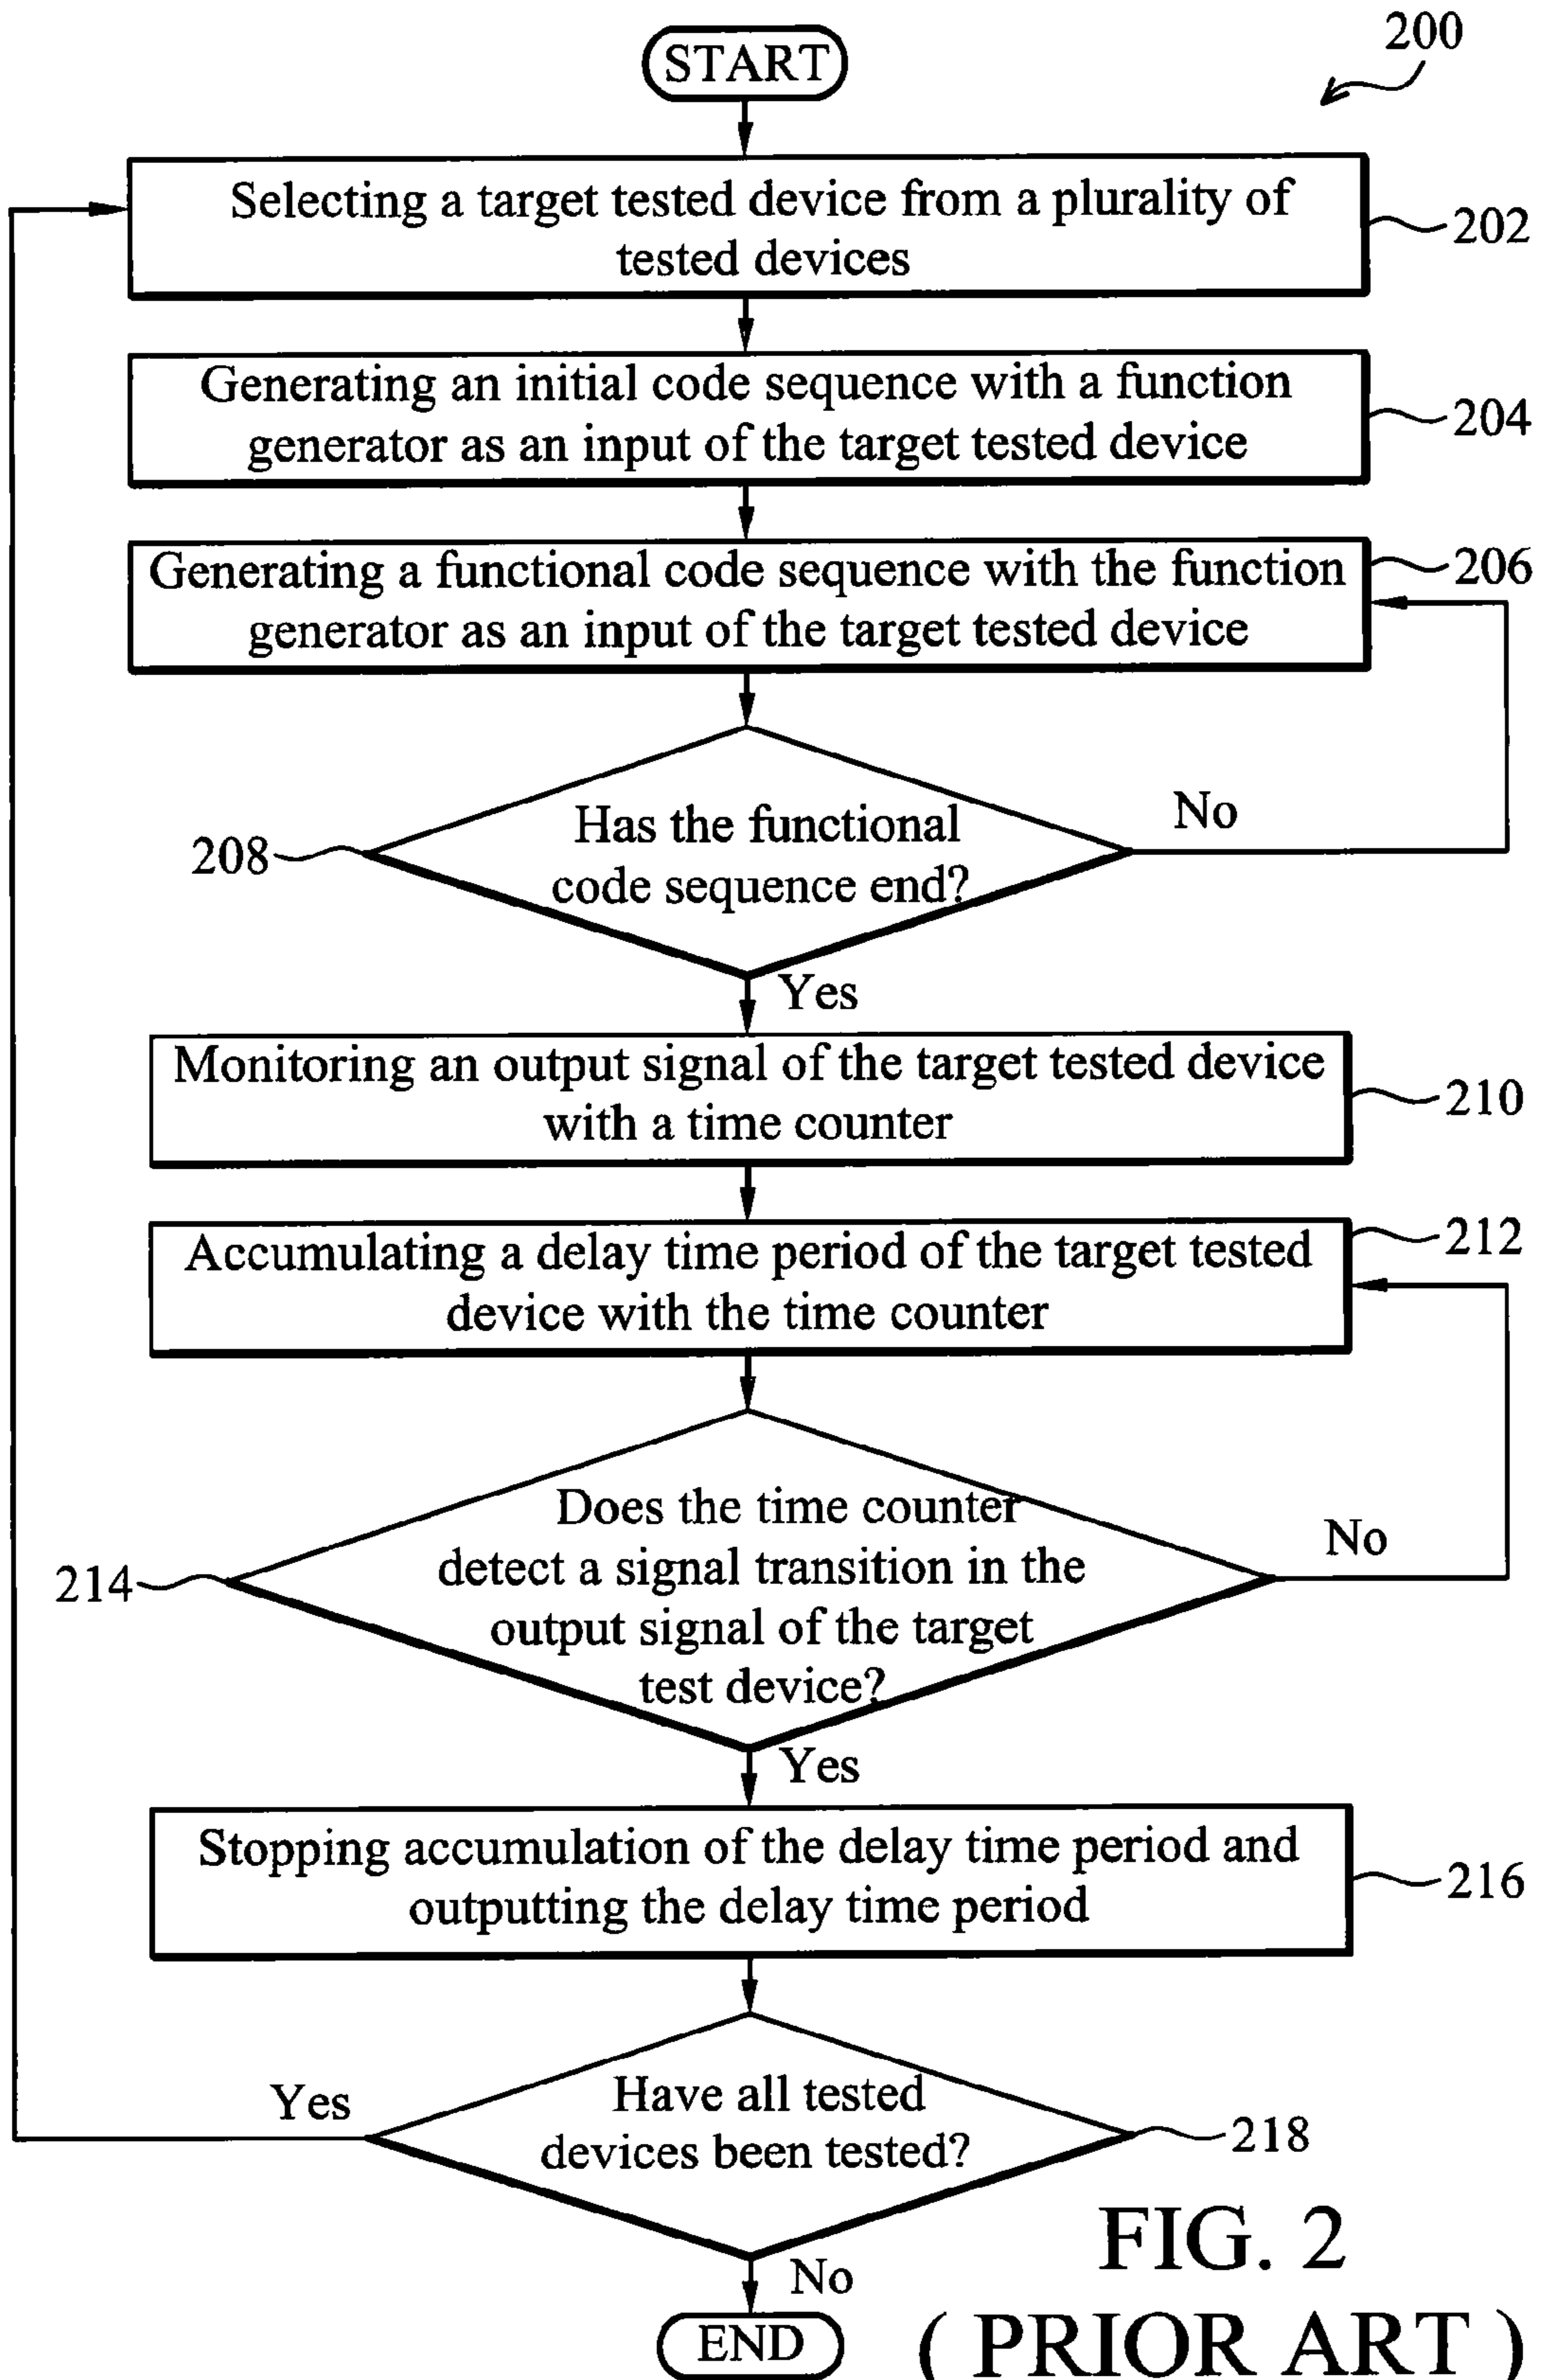 START
200
Selecting a target tested device from a plurality of
tested devices
202
Generating an initial code sequence with a function
generator as an input of the target tested device
204
Generating a functional code sequence with the function
generator as an input of the target tested device
206
Has the functional
code sequence end?
208
No
Yes
Monitoring an output signal of the target tested device
with a time counter
210
Accumulating a delay time period of the target tested
device with the time counter
212
Does the time counter
detect a signal transition in the
output signal of the target
test device?
214
No
Yes
Stopping accumulation of the delay time period and
outputting the delay time period
216
Have all tested
devices been tested?
Yes
218
No
END
FIG. 2
( PRIOR ART )